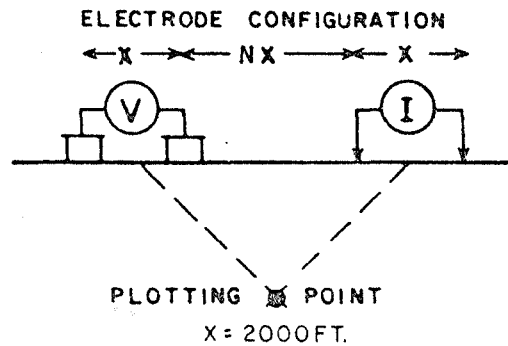 ELECTRODE CONFIGURATION
X NX X
V I
PLOTTING POINT
X = 2000FT.